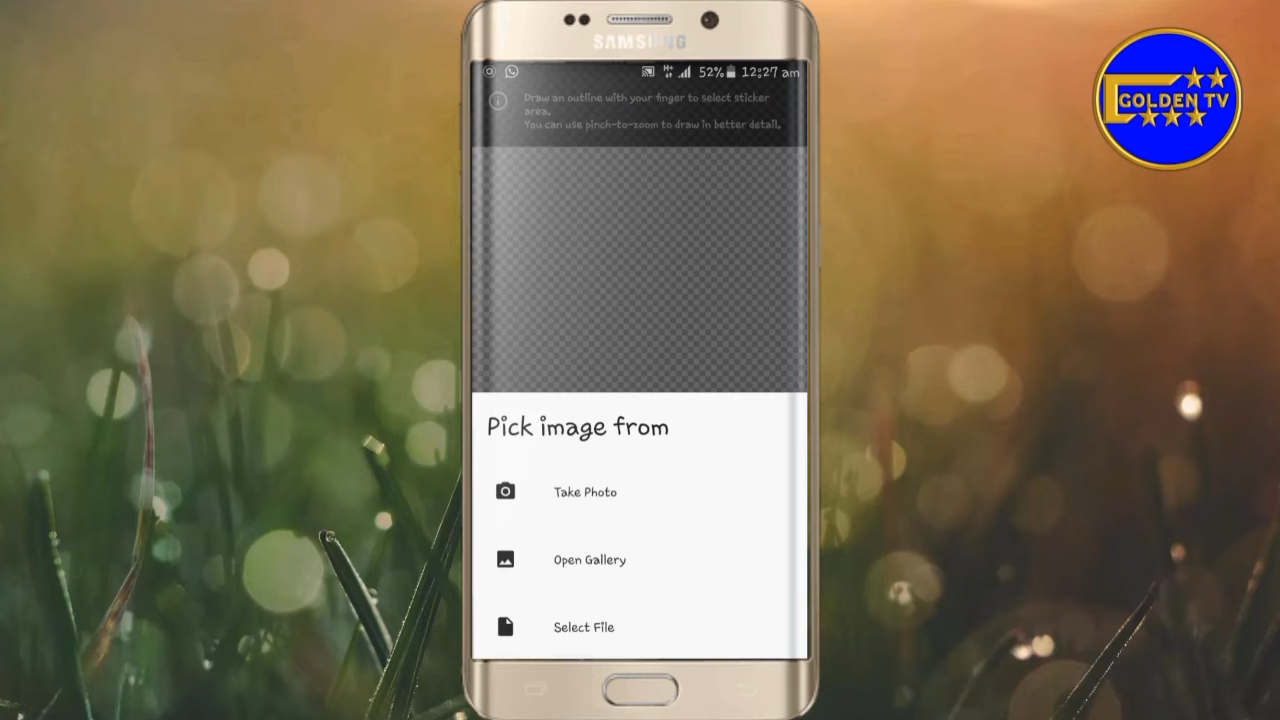 SAMSUNG
H+
52% 12:27 am
Draw an outline with your finger to select sticker
area.
You can use pinch-to-zoom to draw in better detail.
GOLDEN TV
Pick image from
Take Photo
Open Gallery
Select File